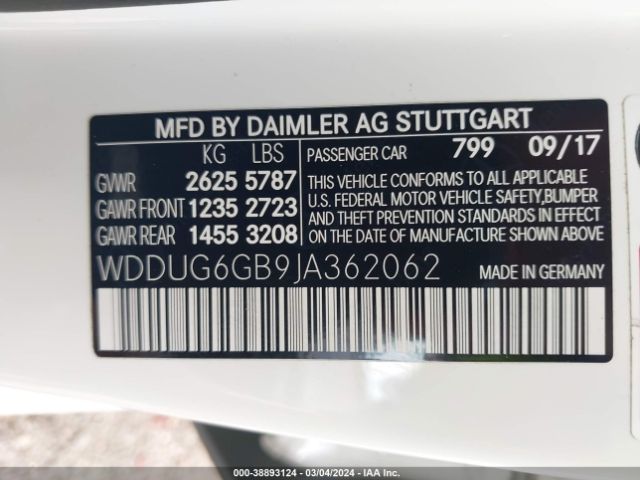 MFD BY DAIMLER AG STUTTGART
KG LBS
GVWR 2625 5787
GAWR FRONT 1235 2723
GAWR REAR 1455 3208
PASSENGER CAR 799 09/17
THIS VEHICLE CONFORMS TO ALL APPLICABLE
U.S. FEDERAL MOTOR VEHICLE SAFETY,BUMPER
AND THEFT PREVENTION STANDARDS IN EFFECT
ON THE DATE OF MANUFACTURE SHOWN ABOVE.
WDDUG6GB9JA362062 MADE IN GERMANY
000-38893124 | 03/04/2024 | IAA Inc.